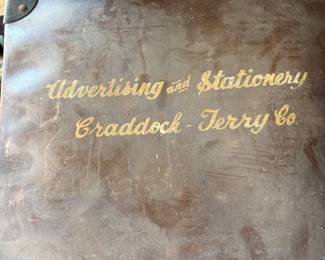 Advertising and Stationery
Craddock - Terry Co.